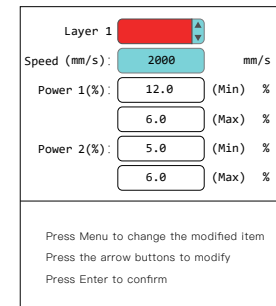 Layer 1
Speed (mm/s): 2000 mm/s
Power 1(%): 12.0 (Min) %
6.0 (Max) %
Power 2(%): 5.0 (Min) %
6.0 (Max) %
Press Menu to change the modified item
Press the arrow buttons to modify
Press Enter to confirm